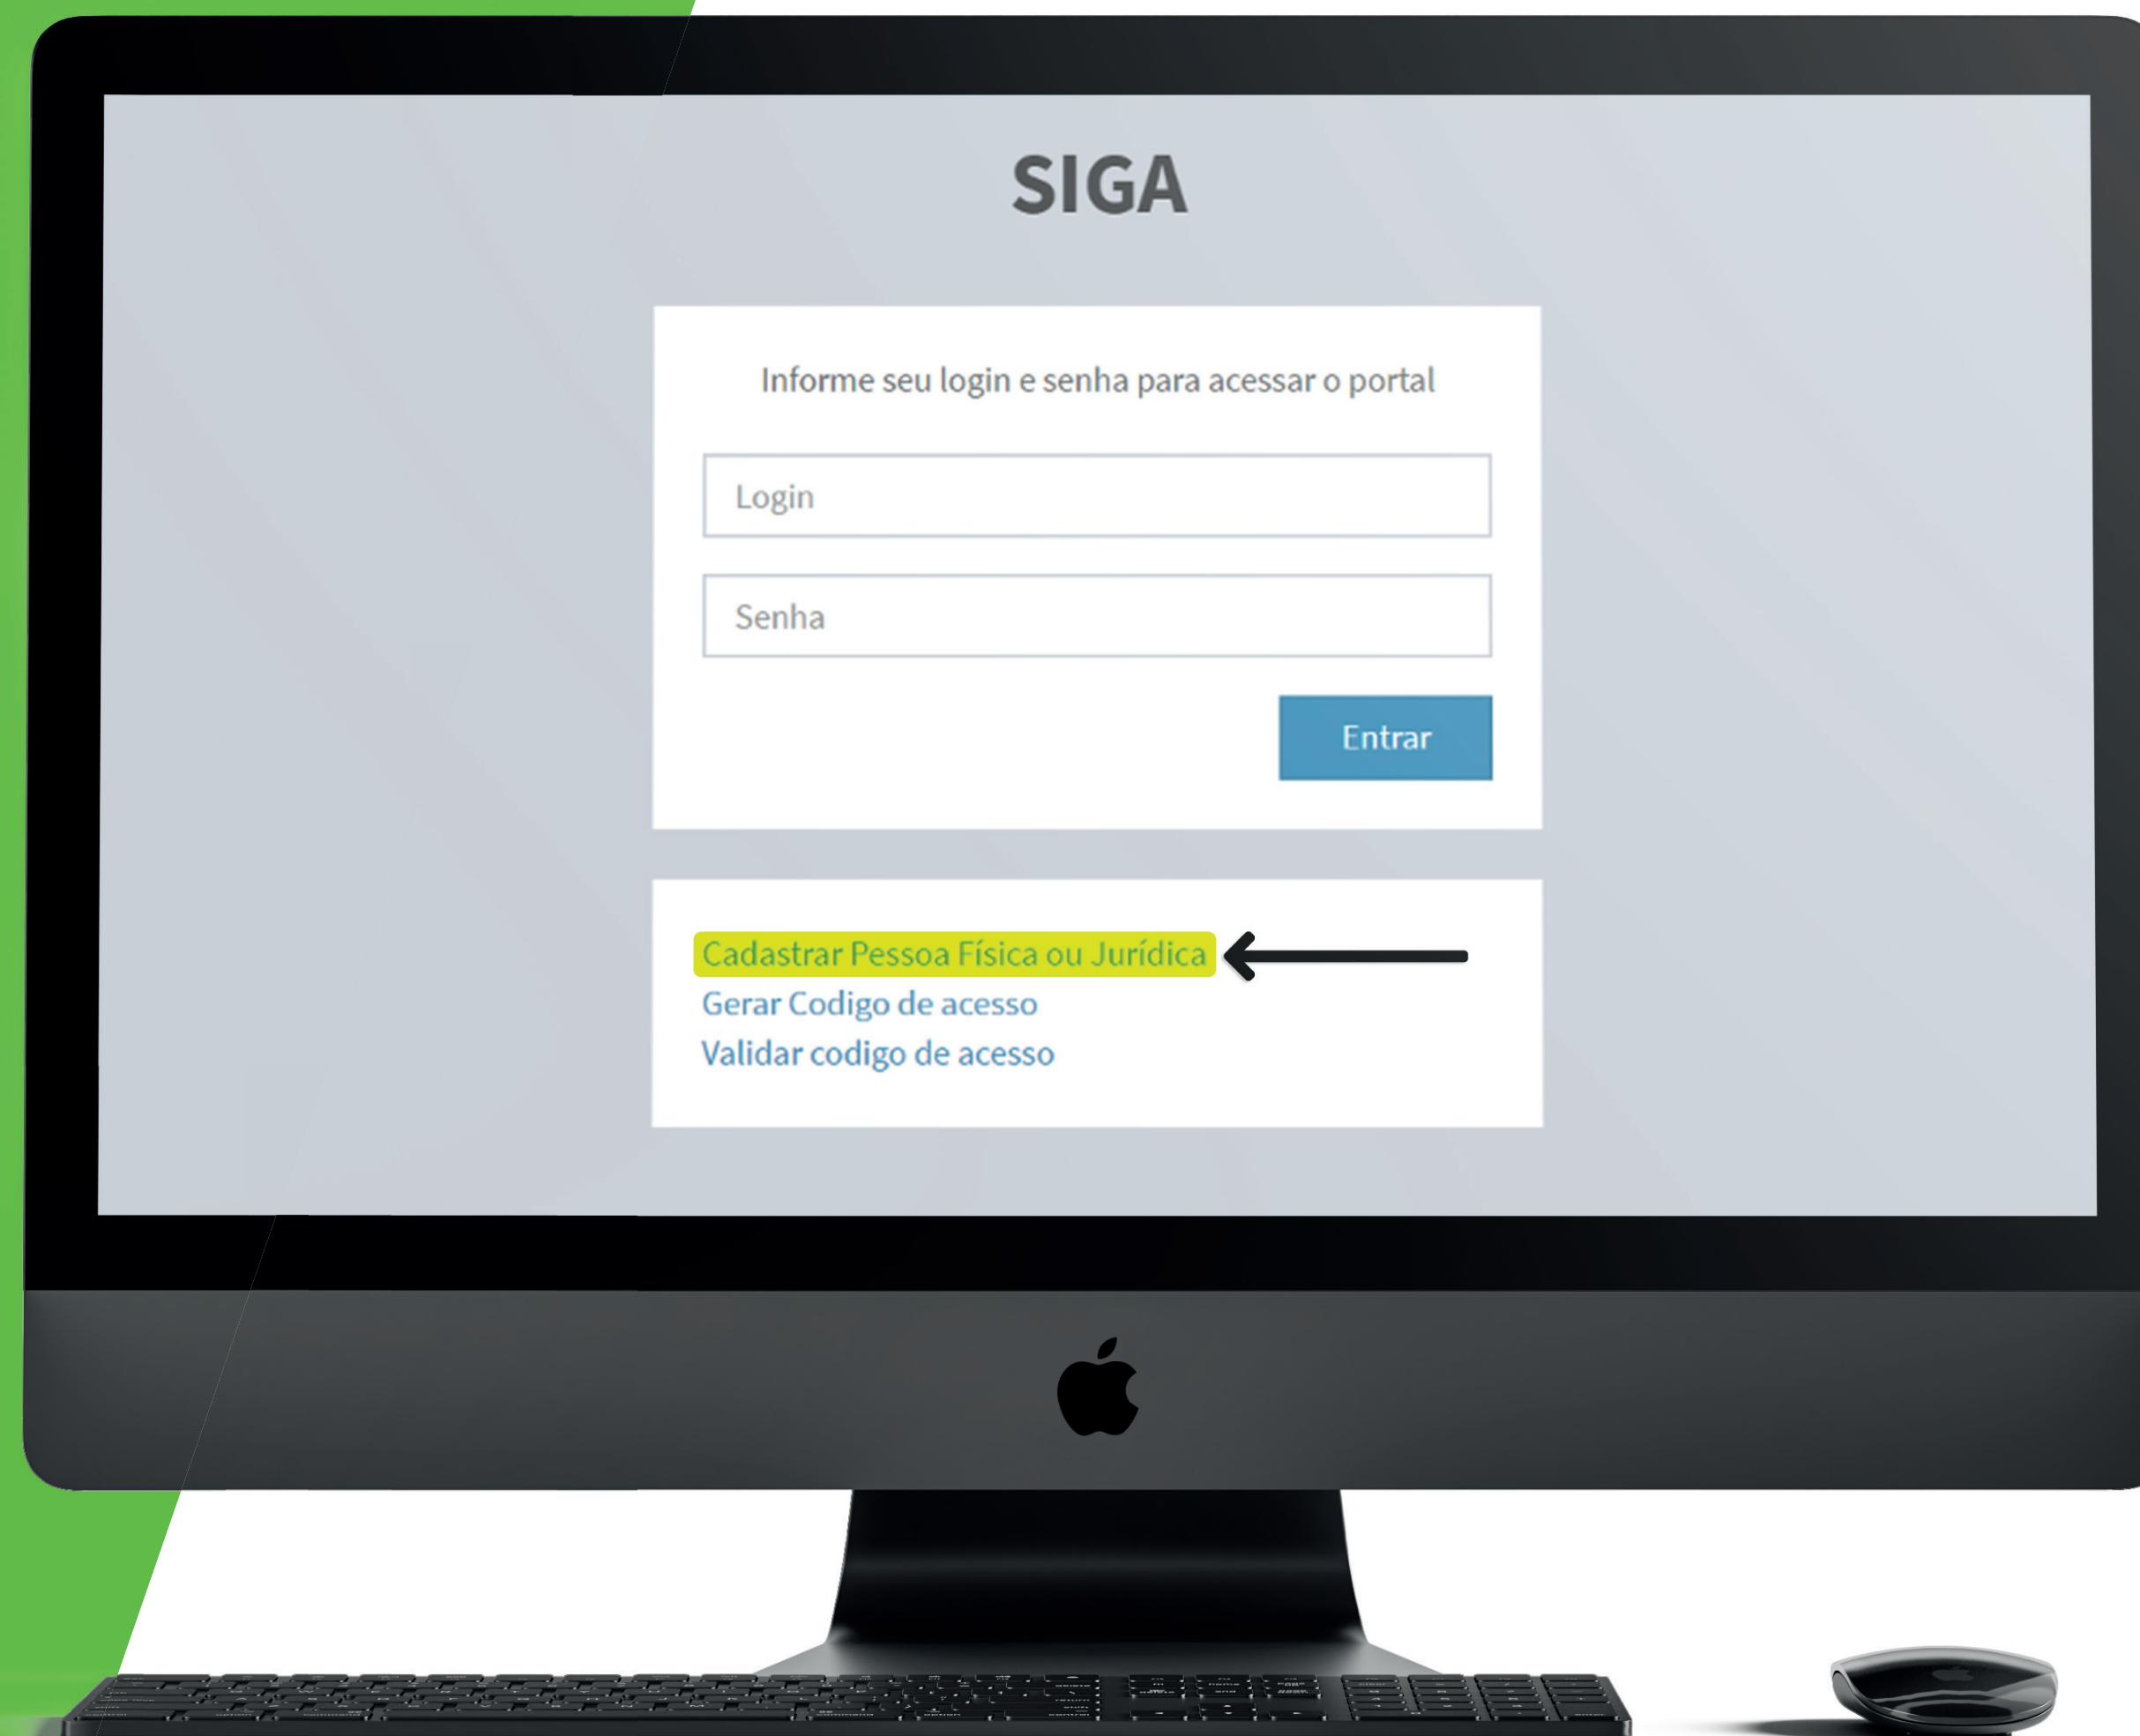 SIGA
Informe seu login e senha para acessar o portal
Login
Senha
Entrar
Cadastrar Pessoa Física ou Jurídica
Gerar Codigo de acesso
Validar codigo de acesso